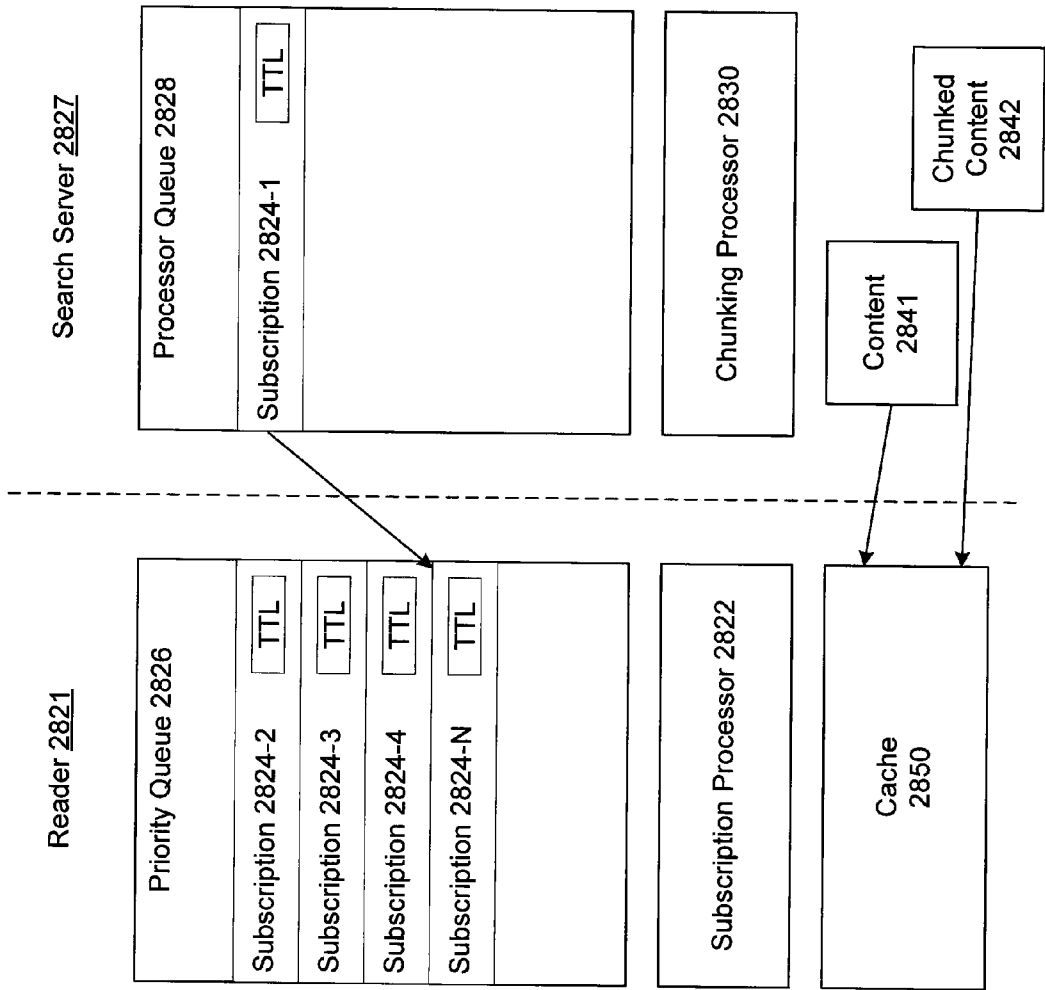 Reader 2821
Priority Queue 2826
Subscription 2824-2
TTL
Subscription 2824-3
TTL
Subscription 2824-4
TTL
Subscription 2824-N
TTL
Subscription Processor 2822
Cache
2850
Search Server 2827
Processor Queue 2828
Subscription 2824-1
TTL
Chunking Processor 2830
Content
2841
Chunked
Content
2842